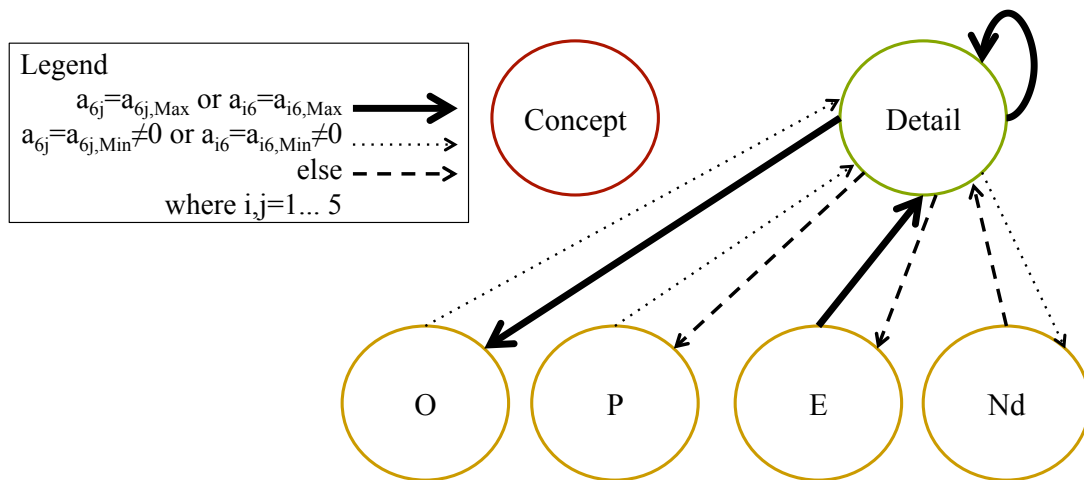 Legend
a6j=a6j,Max or ai6=ai6,Max
a6j=a6j,Min≠0 or ai6=ai6,Min≠0
else
where i,j=1... 5
Concept
Detail
O
P
E
Nd